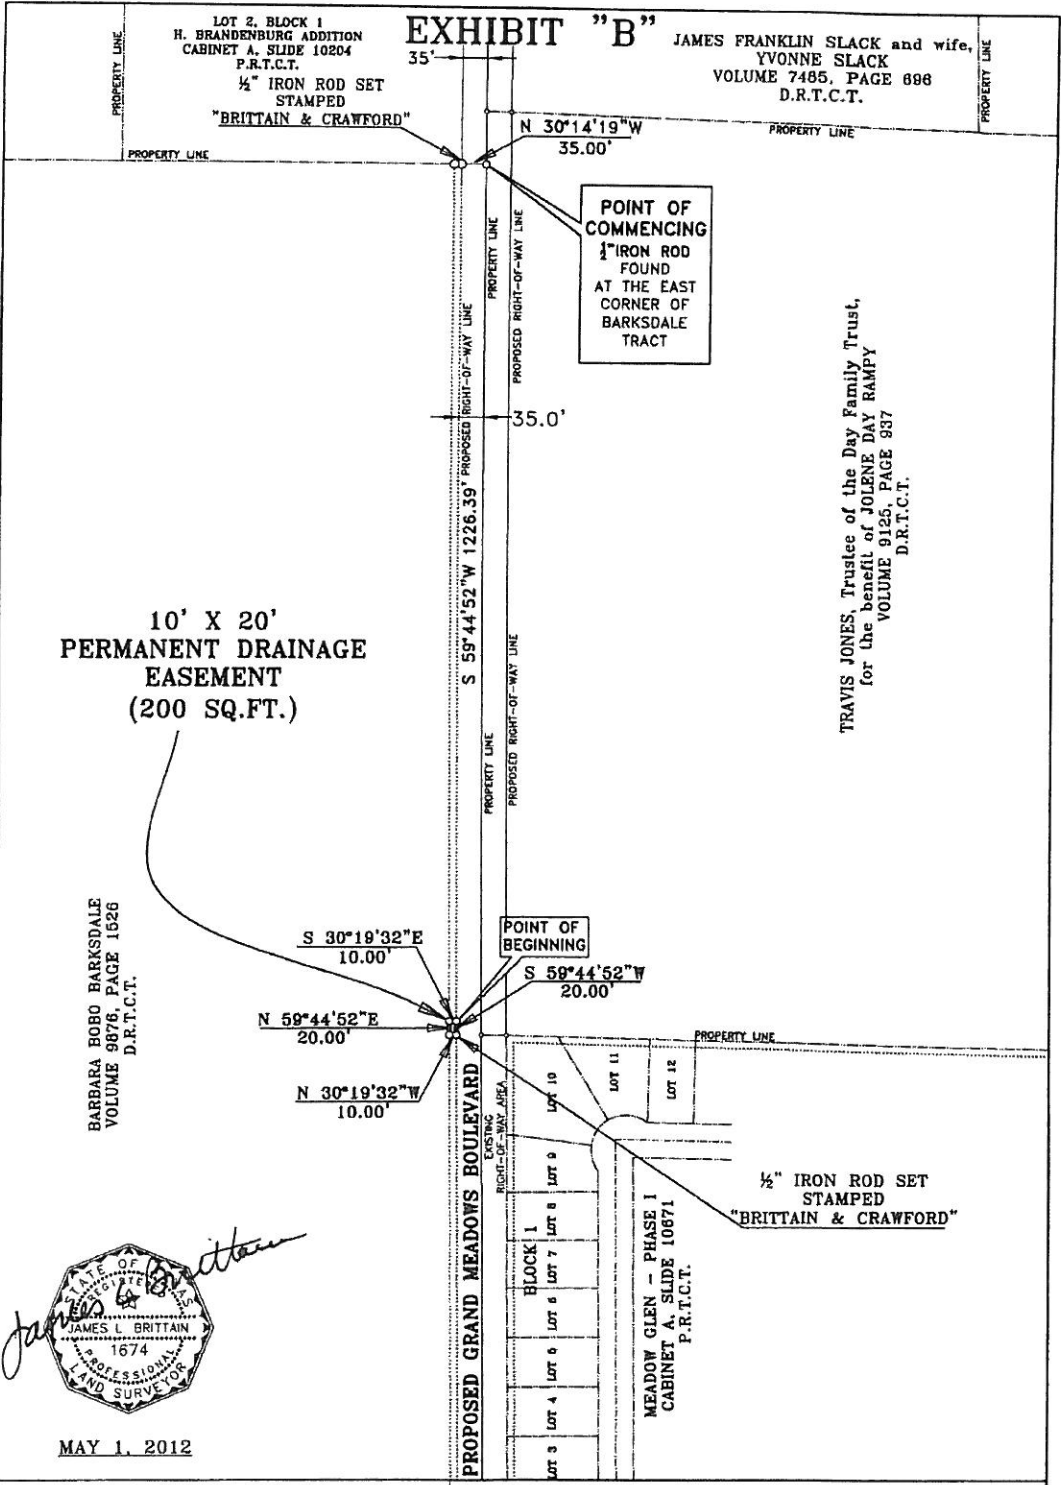 EXHIBIT "B"
LOT 2, BLOCK 1
H. BRANDENBURG ADDITION
CABINET A, SLIDE 10204
P.R.T.C.T.
½" IRON ROD SET
STAMPED
"BRITTAIN & CRAWFORD"
PROPERTY LINE
PROPERTY LINE
35'
JAMES FRANKLIN SLACK and wife,
YVONNE SLACK
VOLUME 7485, PAGE 696
D.R.T.C.T.
PROPERTY LINE
PROPERTY LINE
N 30°14'19"W
35.00'
POINT OF
COMMENCING
½"IRON ROD
FOUND
AT THE EAST
CORNER OF
BARKSDALE
TRACT
PROPERTY LINE
PROPOSED RIGHT-OF-WAY LINE
PROPOSED RIGHT-OF-WAY LINE
35.0'
S 59°44'52"W 1226.39'
TRAVIS JONES, Trustee of the Day Family Trust,
for the benefit of JOLENE DAY RAMPY
VOLUME 9125, PAGE 937
D.R.T.C.T.
10' X 20'
PERMANENT DRAINAGE
EASEMENT
(200 SQ.FT.)
PROPERTY LINE
PROPOSED RIGHT-OF-WAY LINE
BARBARA BOBO BARKSDALE
VOLUME 9876, PAGE 1526
D.R.T.C.T.
S 30°19'32"E
10.00'
POINT OF
BEGINNING
S 59°44'52"W
20.00'
N 59°44'52"E
20.00'
N 30°19'32"W
10.00'
PROPERTY LINE
PROPOSED GRAND MEADOWS BOULEVARD
EXISTING
RIGHT-OF-WAY AREA
LOT 10
LOT 11
LOT 12
LOT 9
LOT 8
LOT 7
LOT 6
LOT 5
LOT 4
LOT 3
BLOCK 1
MEADOW GLEN - PHASE I
CABINET A, SLIDE 10671
P.R.T.C.T.
½" IRON ROD SET
STAMPED
"BRITTAIN & CRAWFORD"
James L Brittain
STATE OF TEXAS
REGISTERED
JAMES L BRITTAIN
1674
PROFESSIONAL
LAND SURVEYOR
MAY 1, 2012